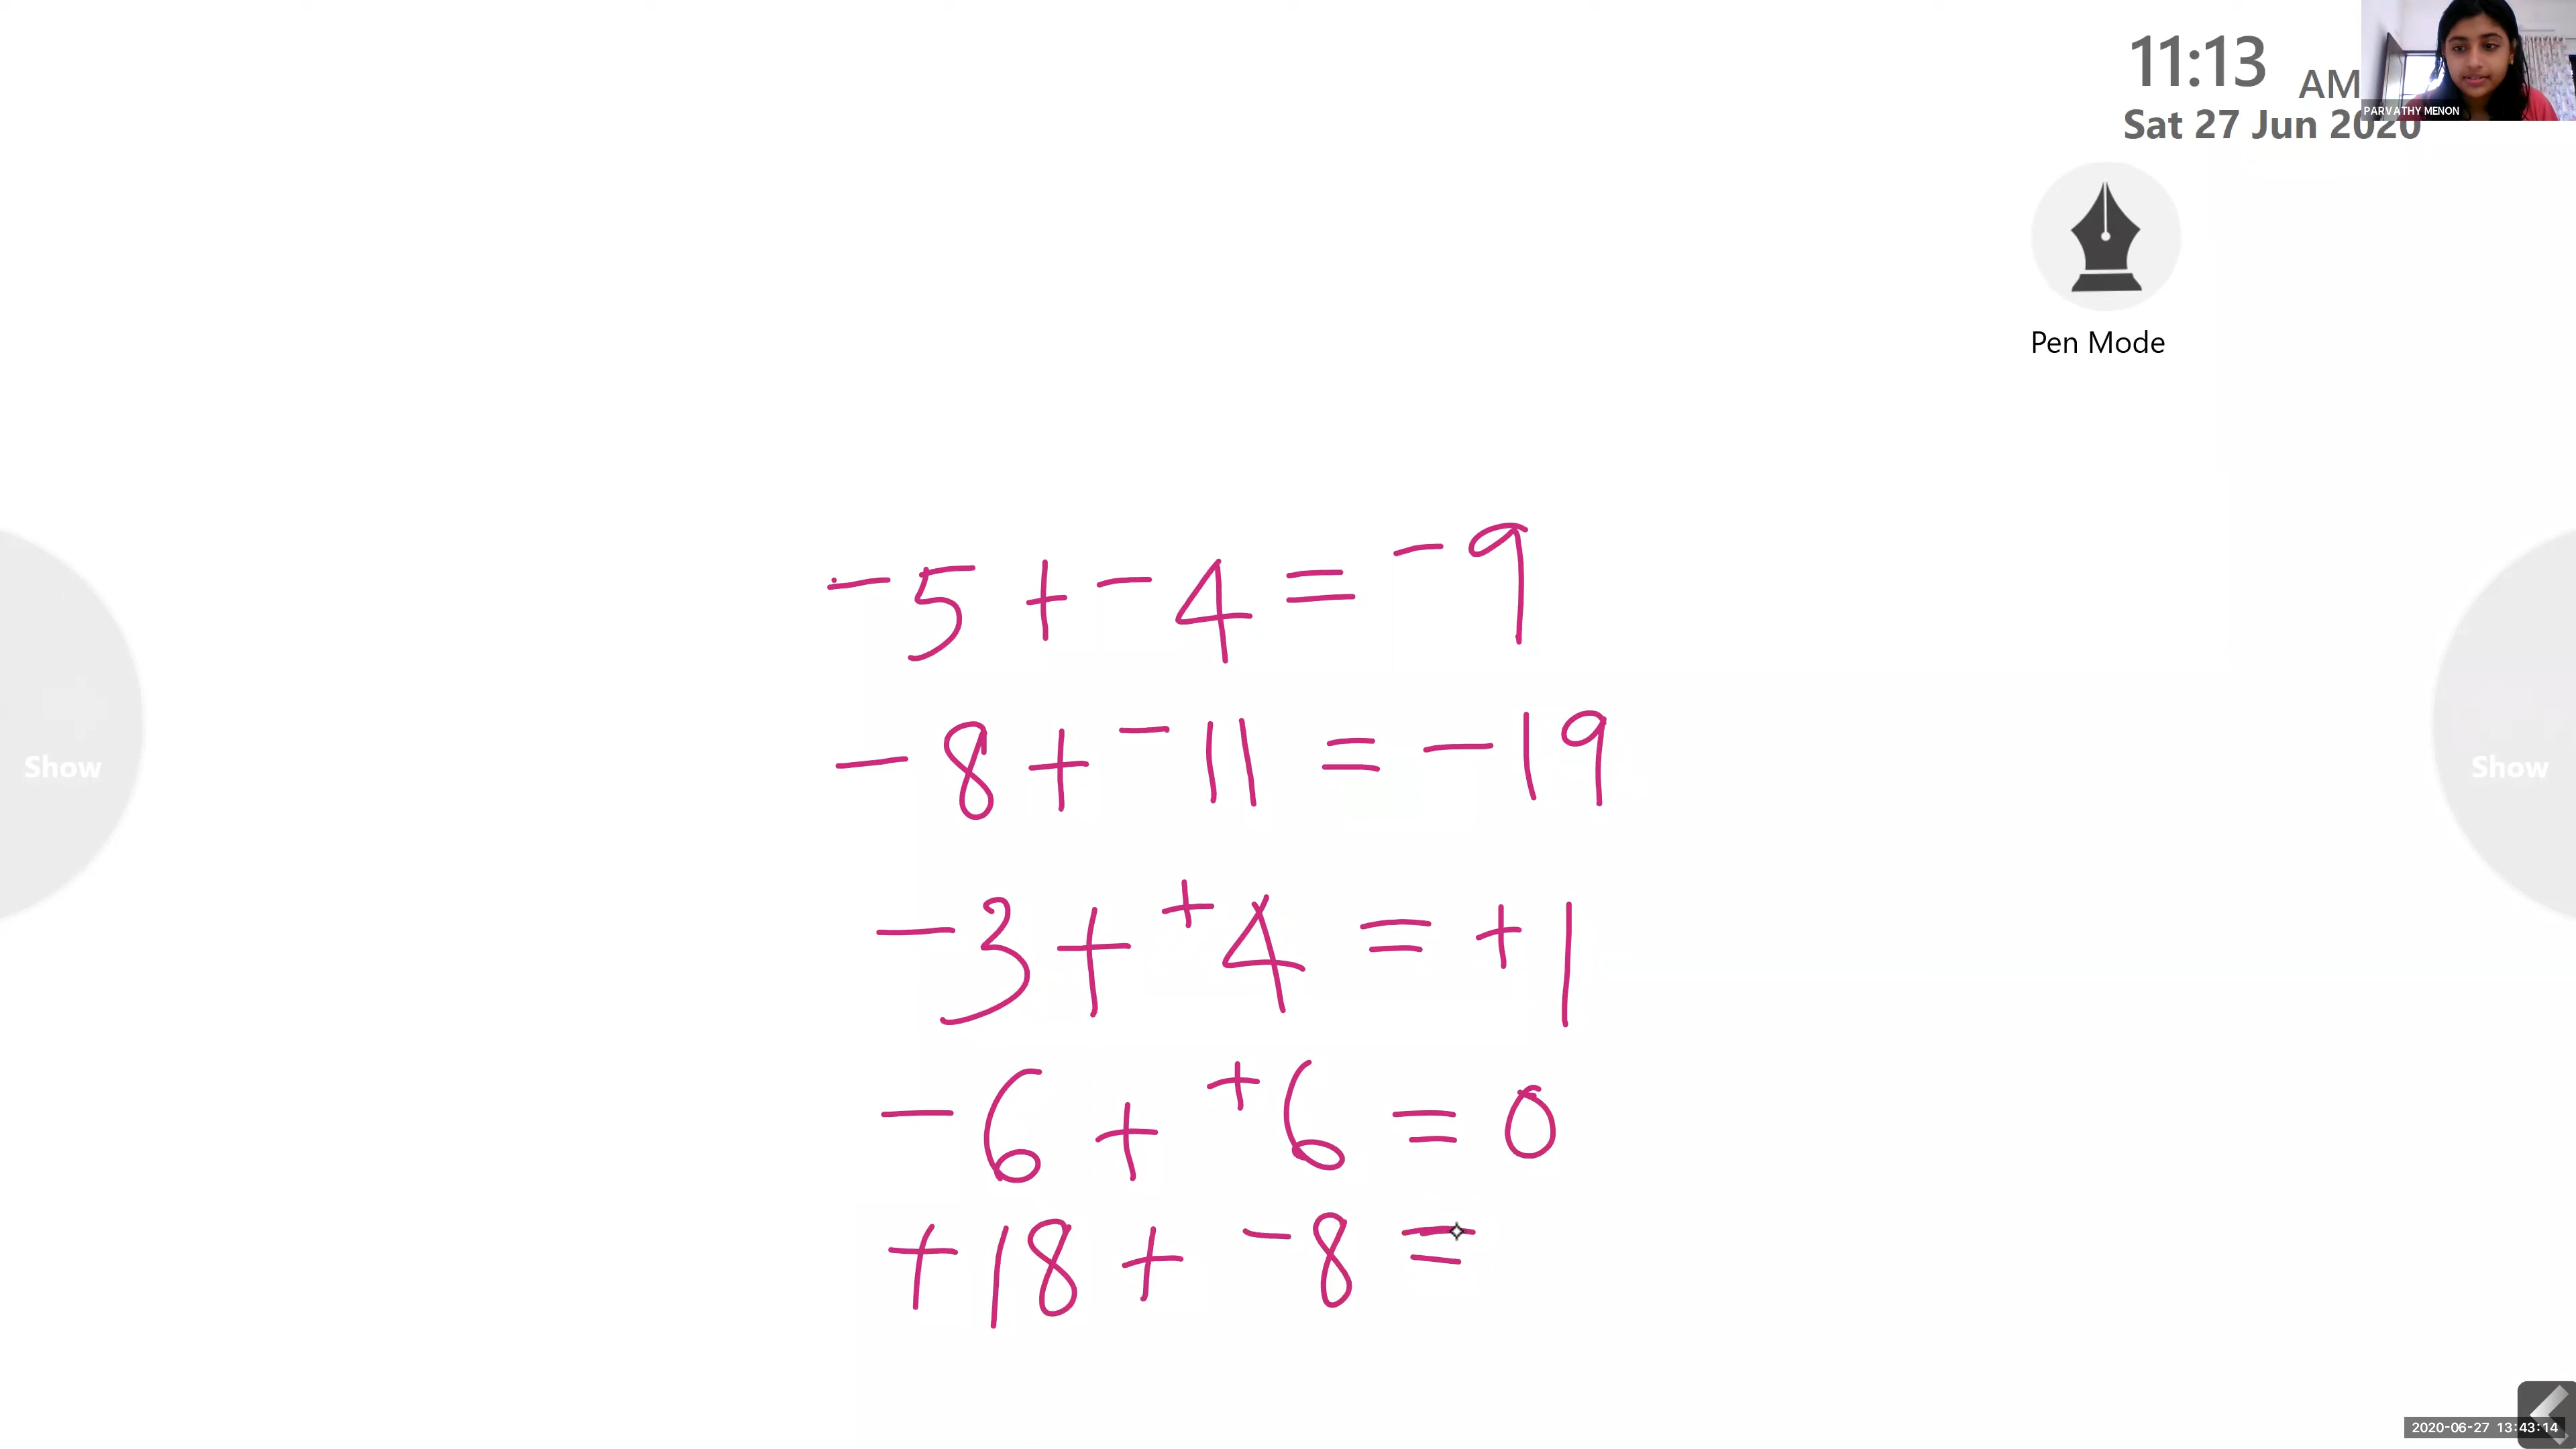 11:13 AM
PARVATHY MENON
Sat 27 Jun 2020
Pen Mode
-5 + -4 = -9
-8 + -11 = -19
Show
Show
-3 + +4 = +1
-6 + +6 = 0
+18 + -8 =
2020-06-27 13:43:14